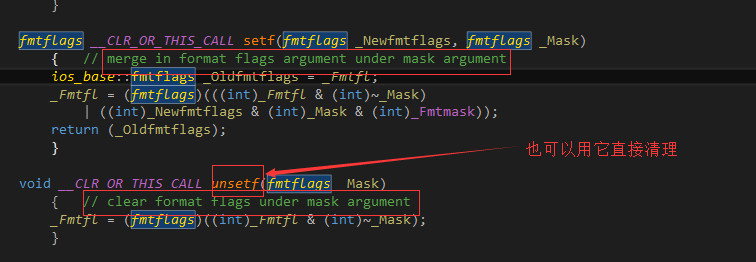 }
fmtflags __CLR_OR_THIS_CALL setf(fmtflags _Newfmtflags, fmtflags _Mask)
{ // merge in format flags argument under mask argument
ios_base::fmtflags _Oldfmtflags = _Fmtfl;
_Fmtfl = (fmtflags)(((int)_Fmtfl & (int)~_Mask)
| ((int)_Newfmtflags & (int)_Mask & (int)_Fmtmask));
return (_Oldfmtflags);
}
也可以用它直接清理
void __CLR_OR_THIS_CALL unsetf(fmtflags _Mask)
{ // clear format flags under mask argument
_Fmtfl = (fmtflags)((int)_Fmtfl & (int)~_Mask);
}